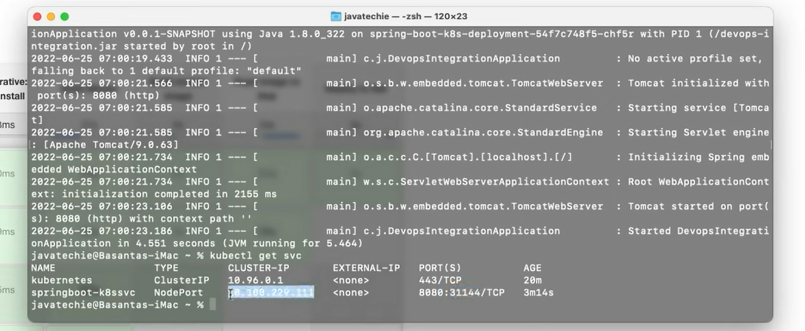 javatechie — -zsh — 120×23
ionApplication v0.0.1-SNAPSHOT using Java 1.8.0_322 on spring-boot-k8s-deployment-54f7c748f5-chf5r with PID 1 (/devops-i
ntegration.jar started by root in /)
2022-06-25 07:00:19.433  INFO 1 --- [           main] c.j.DevopsIntegrationApplication         : No active profile set,
falling back to 1 default profile: "default"
2022-06-25 07:00:21.566  INFO 1 --- [           main] o.s.b.w.embedded.tomcat.TomcatWebServer  : Tomcat initialized with
port(s): 8080 (http)
2022-06-25 07:00:21.585  INFO 1 --- [           main] o.apache.catalina.core.StandardService   : Starting service [Tomca
t]
2022-06-25 07:00:21.585  INFO 1 --- [           main] org.apache.catalina.core.StandardEngine  : Starting Servlet engine
: [Apache Tomcat/9.0.63]
2022-06-25 07:00:21.734  INFO 1 --- [           main] o.a.c.c.C.[Tomcat].[localhost].[/]       : Initializing Spring emb
edded WebApplicationContext
2022-06-25 07:00:21.734  INFO 1 --- [           main] w.s.c.ServletWebServerApplicationContext : Root WebApplicationCont
ext: initialization completed in 2155 ms
2022-06-25 07:00:23.106  INFO 1 --- [           main] o.s.b.w.embedded.tomcat.TomcatWebServer  : Tomcat started on port(
s): 8080 (http) with context path ''
2022-06-25 07:00:23.186  INFO 1 --- [           main] c.j.DevopsIntegrationApplication         : Started DevopsIntegrati
onApplication in 4.551 seconds (JVM running for 5.464)
javatechie@Basantas-iMac ~ % kubectl get svc
NAME                TYPE        CLUSTER-IP       EXTERNAL-IP   PORT(S)          AGE
kubernetes          ClusterIP   10.96.0.1        <none>        443/TCP          20m
springboot-k8ssvc   NodePort    10.100.229.111   <none>        8080:31144/TCP   3m14s
javatechie@Basantas-iMac ~ %